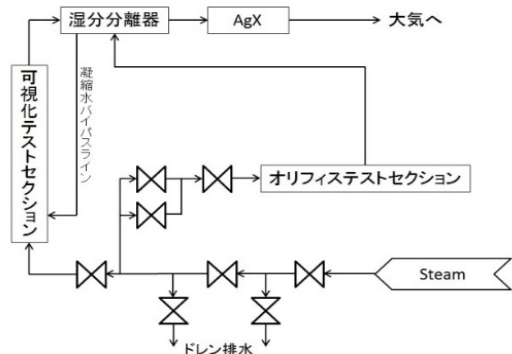 湿分分離器
AgX
大気へ
可視化テストセクション
凝縮水バイパスライン
オリフィステストセクション
Steam
ドレン排水